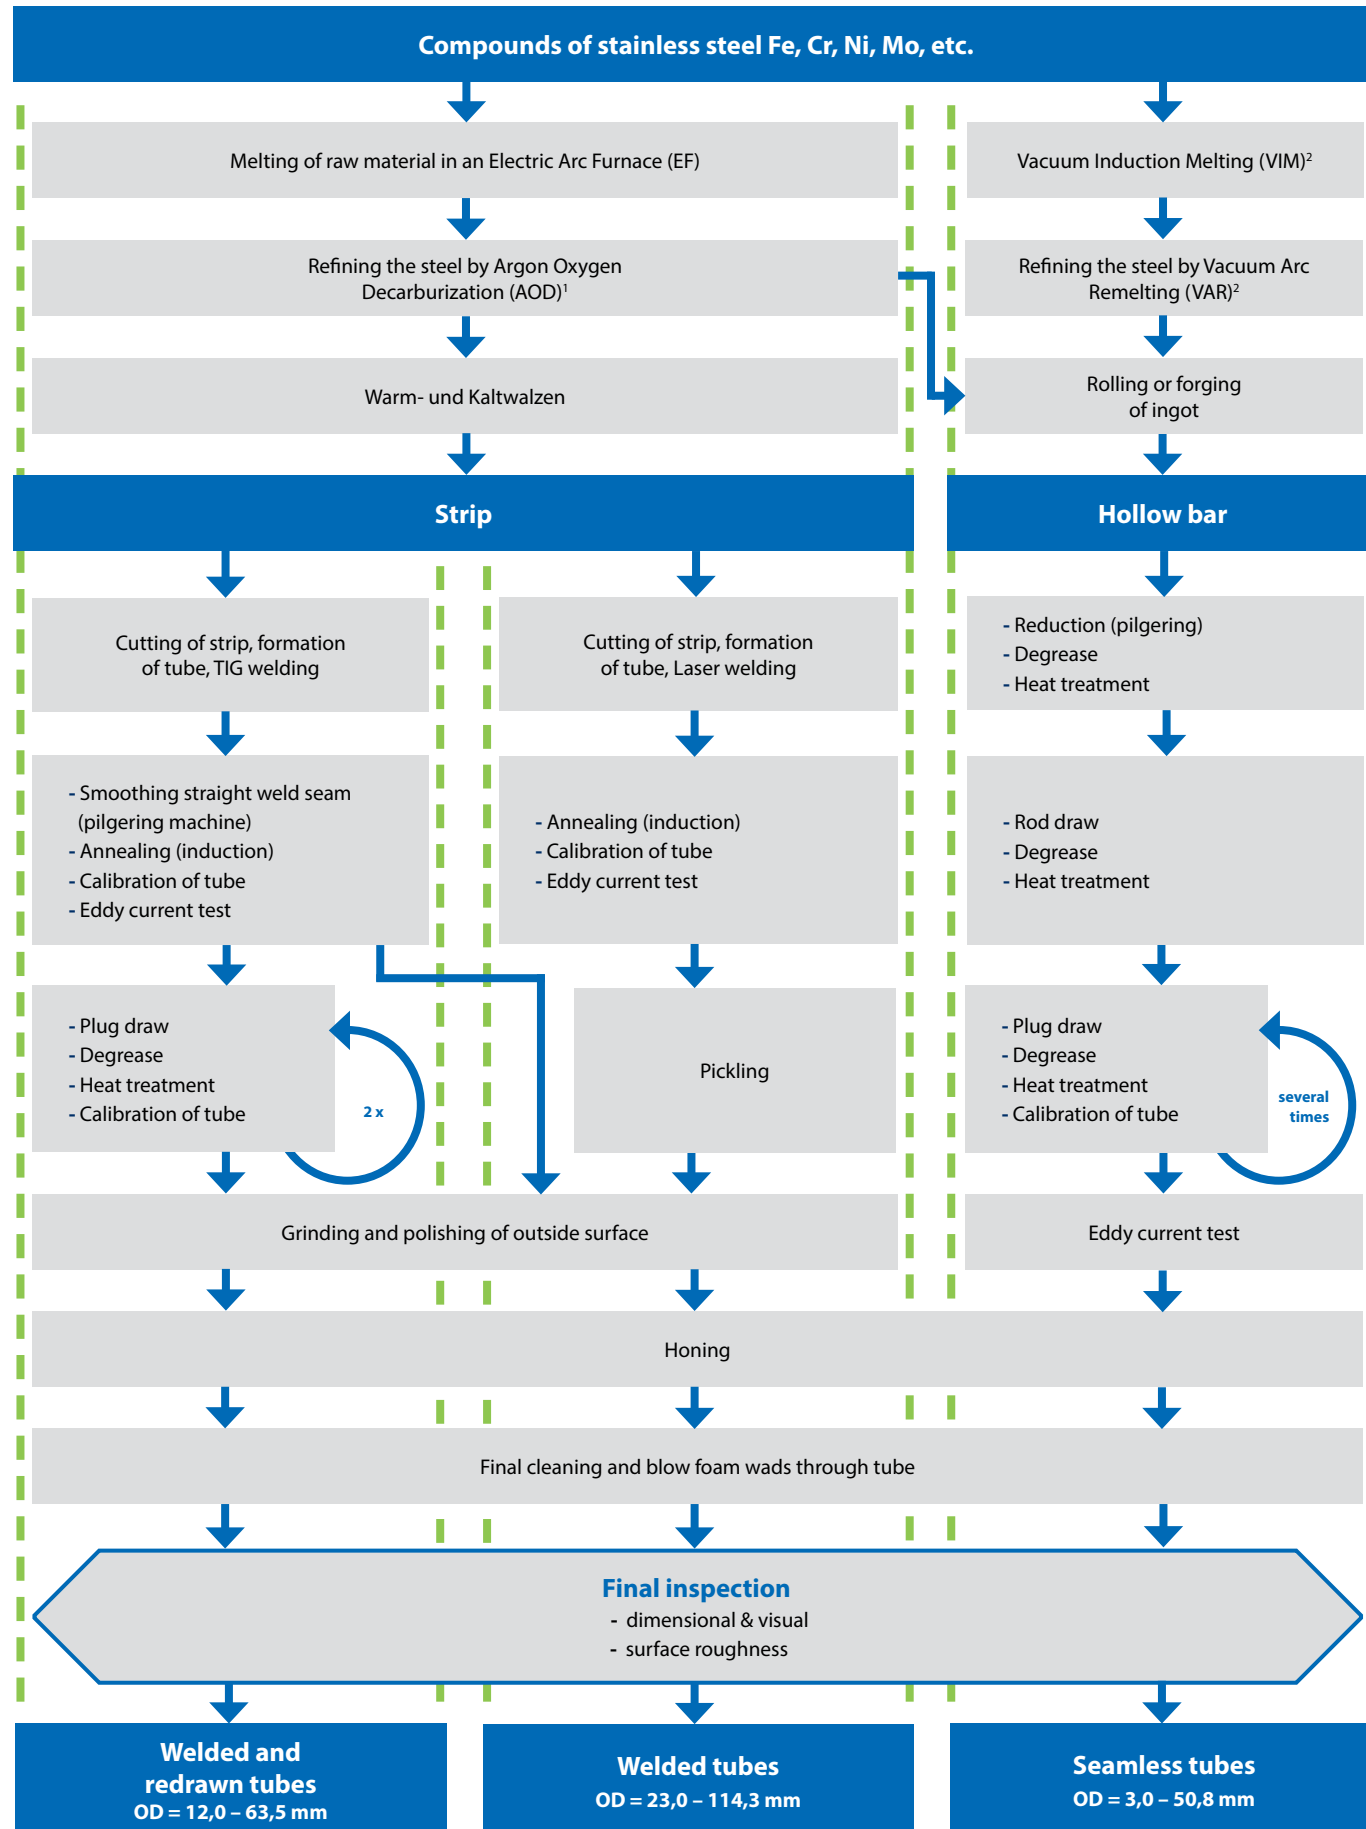 Compounds of stainless steel Fe, Cr, Ni, Mo, etc.
Melting of raw material in an Electric Arc Furnace (EF)
Vacuum Induction Melting (VIM)²
Refining the steel by Argon Oxygen
Decarburization (AOD)¹
Refining the steel by Vacuum Arc
Remelting (VAR)²
Warm- und Kaltwalzen
Rolling or forging
of ingot
Strip
Hollow bar
Cutting of strip, formation
of tube, TIG welding
Cutting of strip, formation
of tube, Laser welding
- Reduction (pilgering)
- Degrease
- Heat treatment
- Smoothing straight weld seam
(pilgering machine)
- Annealing (induction)
- Calibration of tube
- Eddy current test
- Annealing (induction)
- Calibration of tube
- Eddy current test
- Rod draw
- Degrease
- Heat treatment
- Plug draw
- Degrease
- Heat treatment
- Calibration of tube
2 x
Pickling
- Plug draw
- Degrease
- Heat treatment
- Calibration of tube
several
times
Grinding and polishing of outside surface
Eddy current test
Honing
Final cleaning and blow foam wads through tube
Final inspection
- dimensional & visual
- surface roughness
Welded and
redrawn tubes
OD = 12,0 – 63,5 mm
Welded tubes
OD = 23,0 – 114,3 mm
Seamless tubes
OD = 3,0 – 50,8 mm